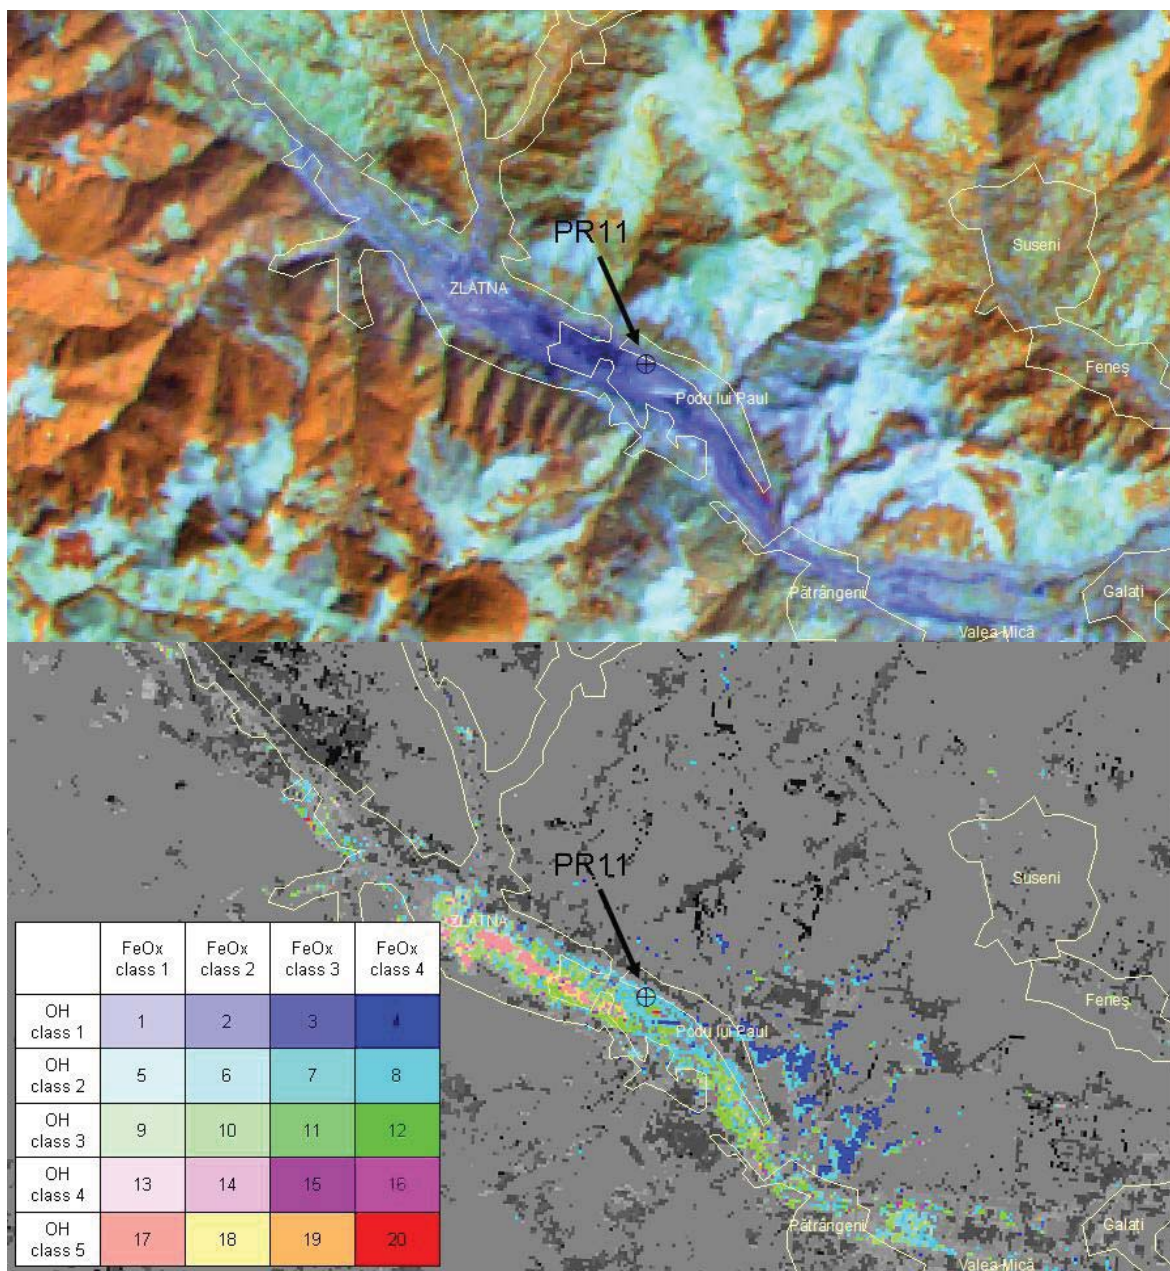 PR11
Suseni
ZLATNA
Feneş
Podu lui Paul
Pătrângeni
Galati
Valea Mică
PR11
Suseni
ZLATNA
FeOx class 1 FeOx class 2 FeOx class 3 FeOx class 4
OH class 1 1 2 3 4
Feneş
Podu lui Paul
OH class 2 5 6 7 8
OH class 3 9 10 11 12
OH class 4 13 14 15 16
Pătrângeni
Galati
OH class 5 17 18 19 20
Valea Mică